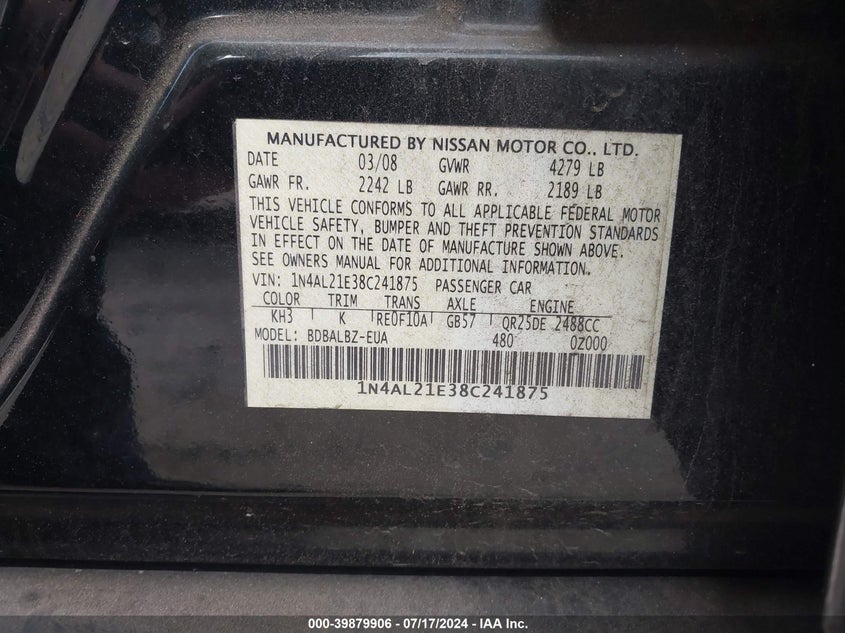 MANUFACTURED BY NISSAN MOTOR CO., LTD.
DATE 03/08 GVWR 4279 LB
GAWR FR. 2242 LB GAWR RR. 2189 LB
THIS VEHICLE CONFORMS TO ALL APPLICABLE FEDERAL MOTOR
VEHICLE SAFETY, BUMPER AND THEFT PREVENTION STANDARDS
IN EFFECT ON THE DATE OF MANUFACTURE SHOWN ABOVE.
SEE OWNERS MANUAL FOR ADDITIONAL INFORMATION.
VIN: 1N4AL21E38C241875 PASSENGER CAR
COLOR TRIM TRANS AXLE ENGINE
KH3 K RE0F10A GB57 QR25DE 2488CC
MODEL: BDBALBZ-EUA 480 0Z000
1N4AL21E38C241875
000-39879906 - 07/17/2024 - IAA Inc.